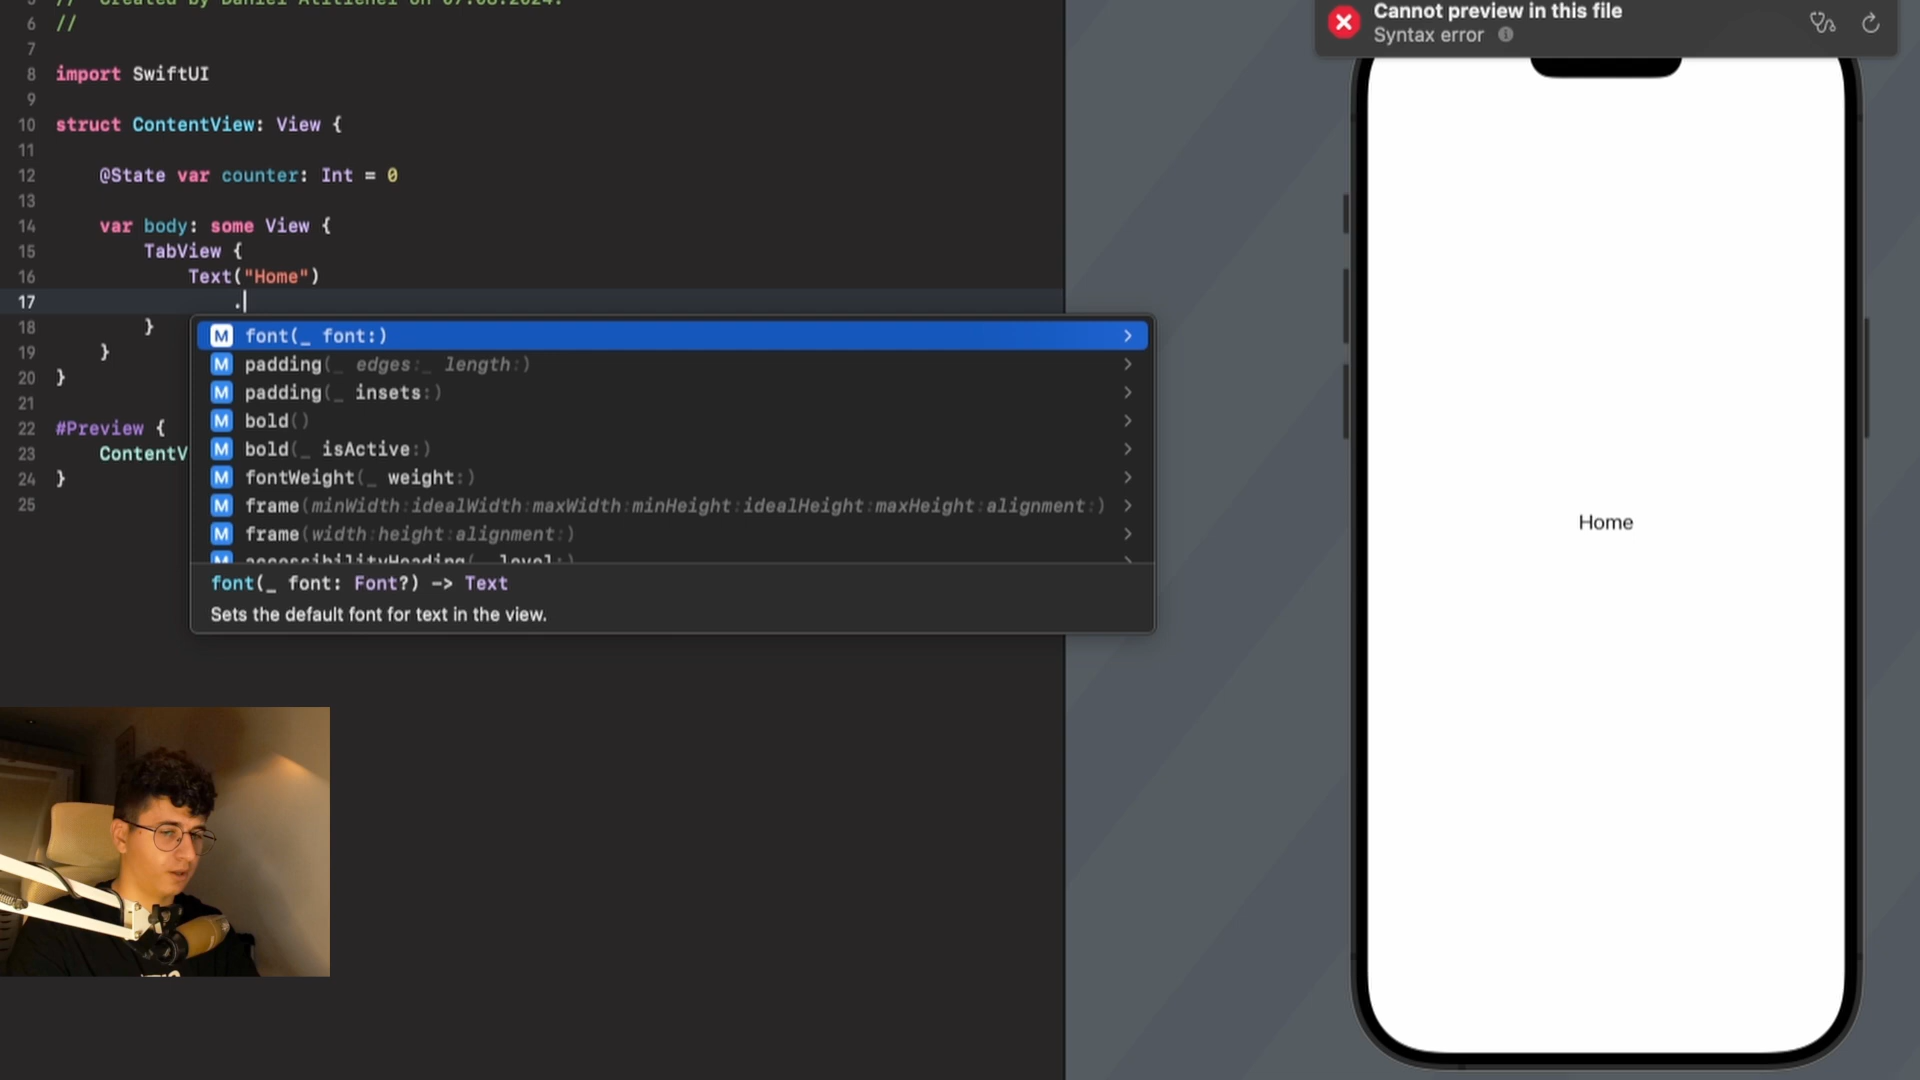 5 // Created by Daniel
6 //
7
8 import SwiftUI
9
10 struct ContentView: View {
11
12 @State var counter: Int = 0
13
14 var body: some View {
15 TabView {
16 Text("Home")
17 .
18 }
19 }
20 }
21
22 #Preview {
23 ContentV
24 }
25
M font(_ font:)
M padding(_ edges:_ length:)
M padding(_ insets:)
M bold()
M bold(_ isActive:)
M fontWeight(_ weight:)
M frame(minWidth:idealWidth:maxWidth:minHeight:idealHeight:maxHeight:alignment:)
M frame(width:height:alignment:)
M accessibilityHeading(_ level:)
font(_ font: Font?) -> Text
Sets the default font for text in the view.
Cannot preview in this file
Syntax error
Home